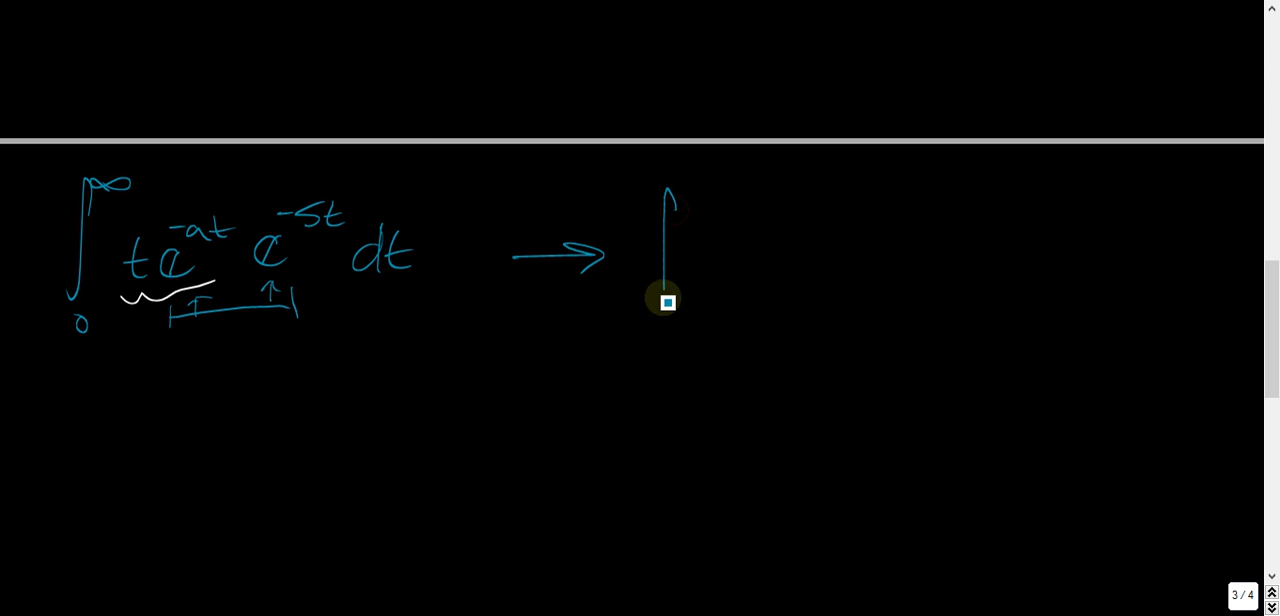 ∫₀^∞ t e^{-at} e^{-st} dt → ∫
3 / 4